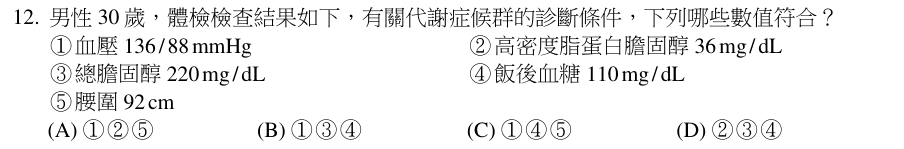 12. 男性 30 歲，體檢檢查結果如下，有關代謝症候群的診斷條件，下列哪些數值符合？
①血壓 136/88 mmHg ②高密度脂蛋白膽固醇 36 mg/dL
③總膽固醇 220 mg/dL ④飯後血糖 110 mg/dL
⑤腰圍 92 cm
(A) ①②⑤ (B) ①③④ (C) ①④⑤ (D) ②③④